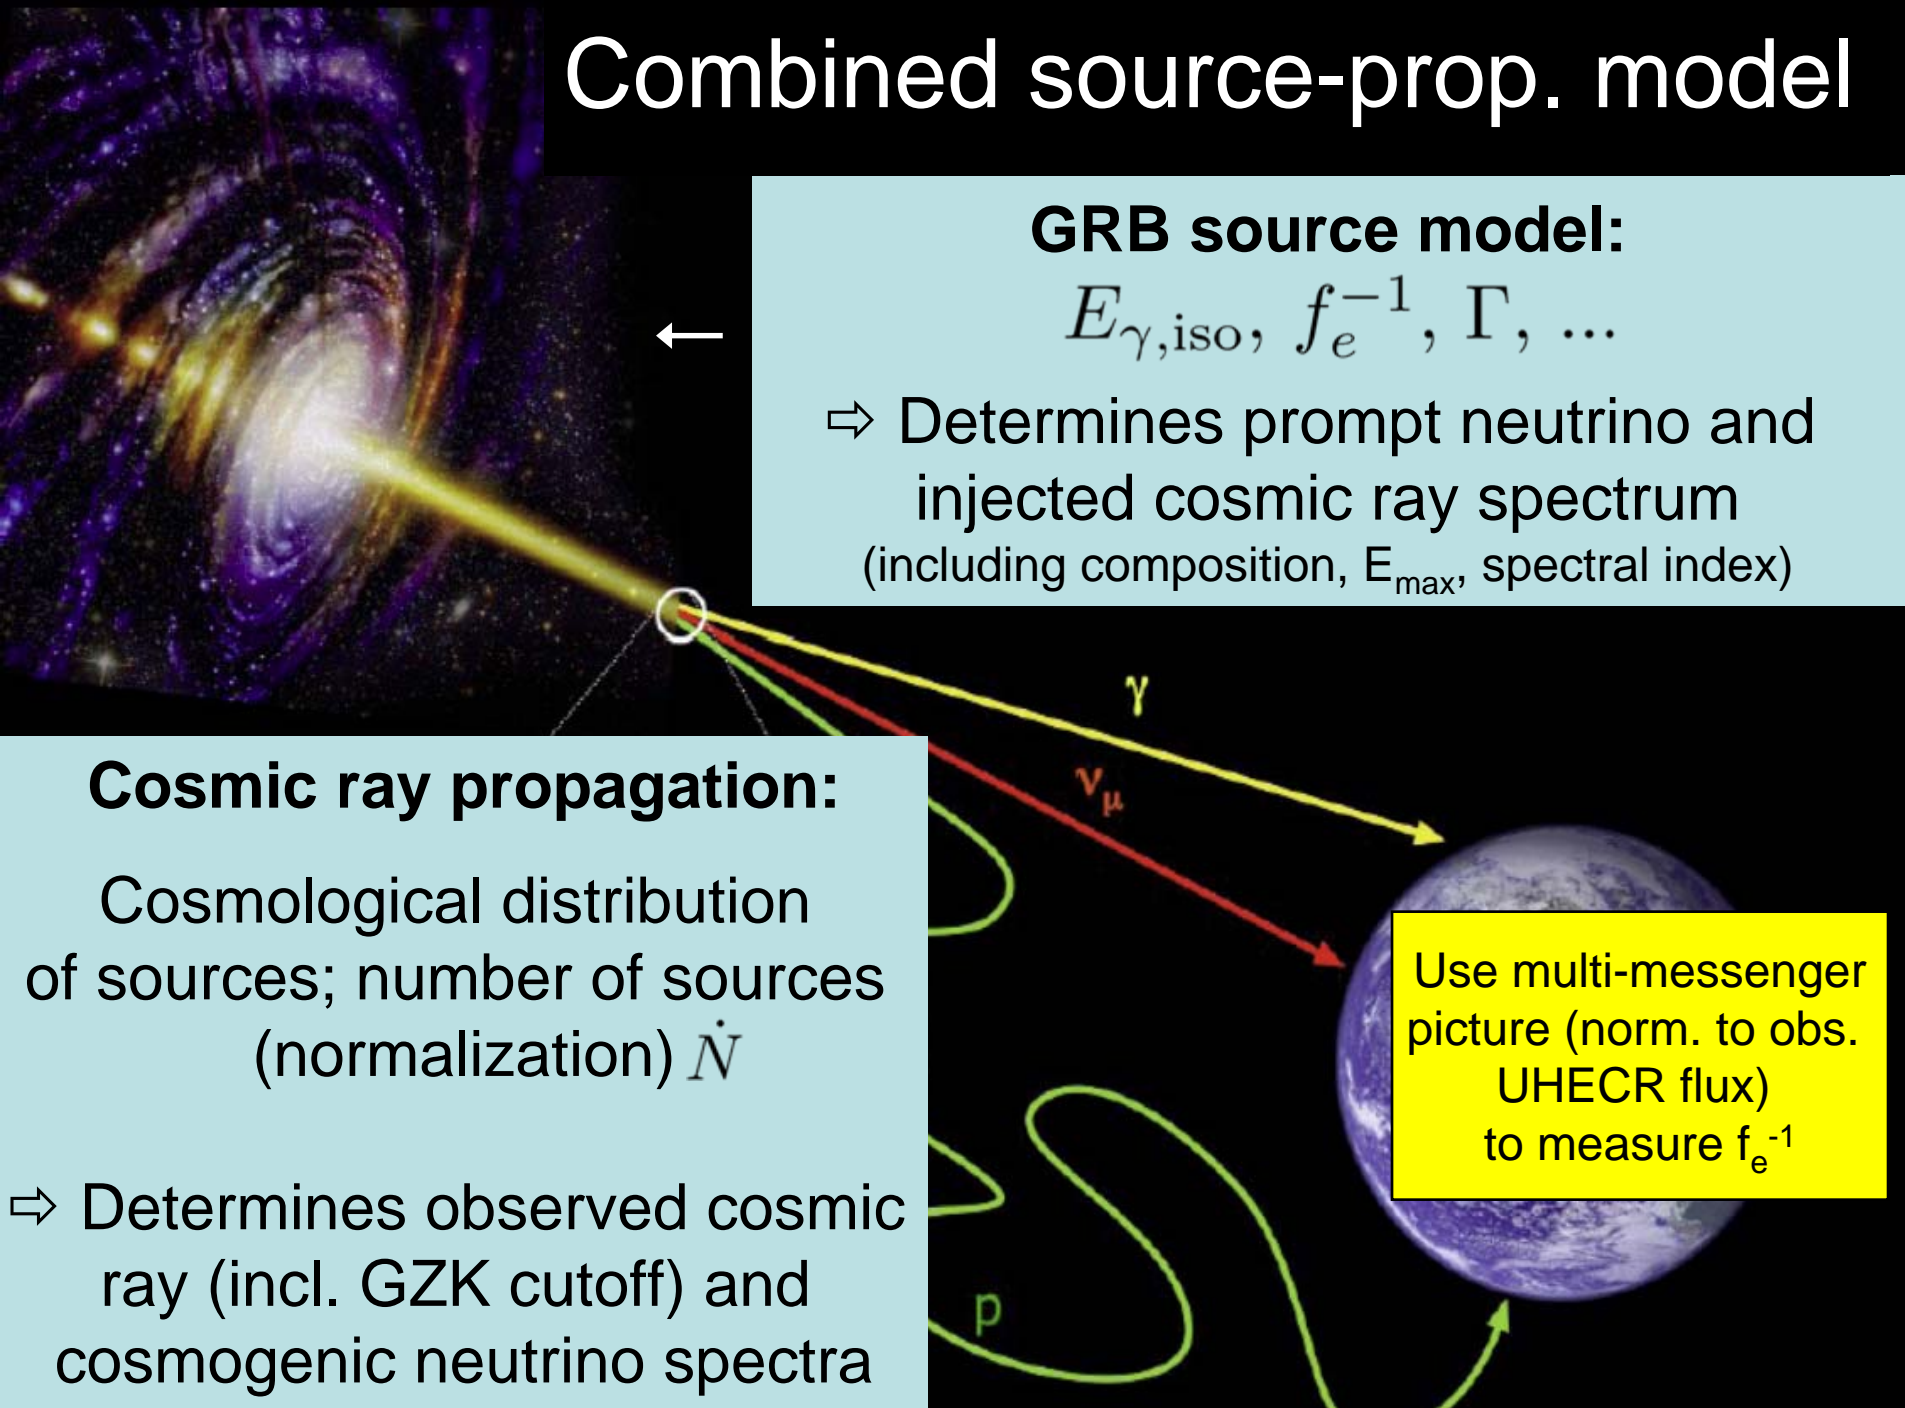 Combined source-prop. model
GRB source model:
E_{γ,iso}, f_e^{-1}, Γ, ...
⇨ Determines prompt neutrino and
injected cosmic ray spectrum
(including composition, E_{max}, spectral index)
←
γ
ν_μ
Cosmic ray propagation:
Cosmological distribution
of sources; number of sources
(normalization) Ṅ
⇨ Determines observed cosmic
ray (incl. GZK cutoff) and
cosmogenic neutrino spectra
p
Use multi-messenger
picture (norm. to obs.
UHECR flux)
to measure f_e^{-1}